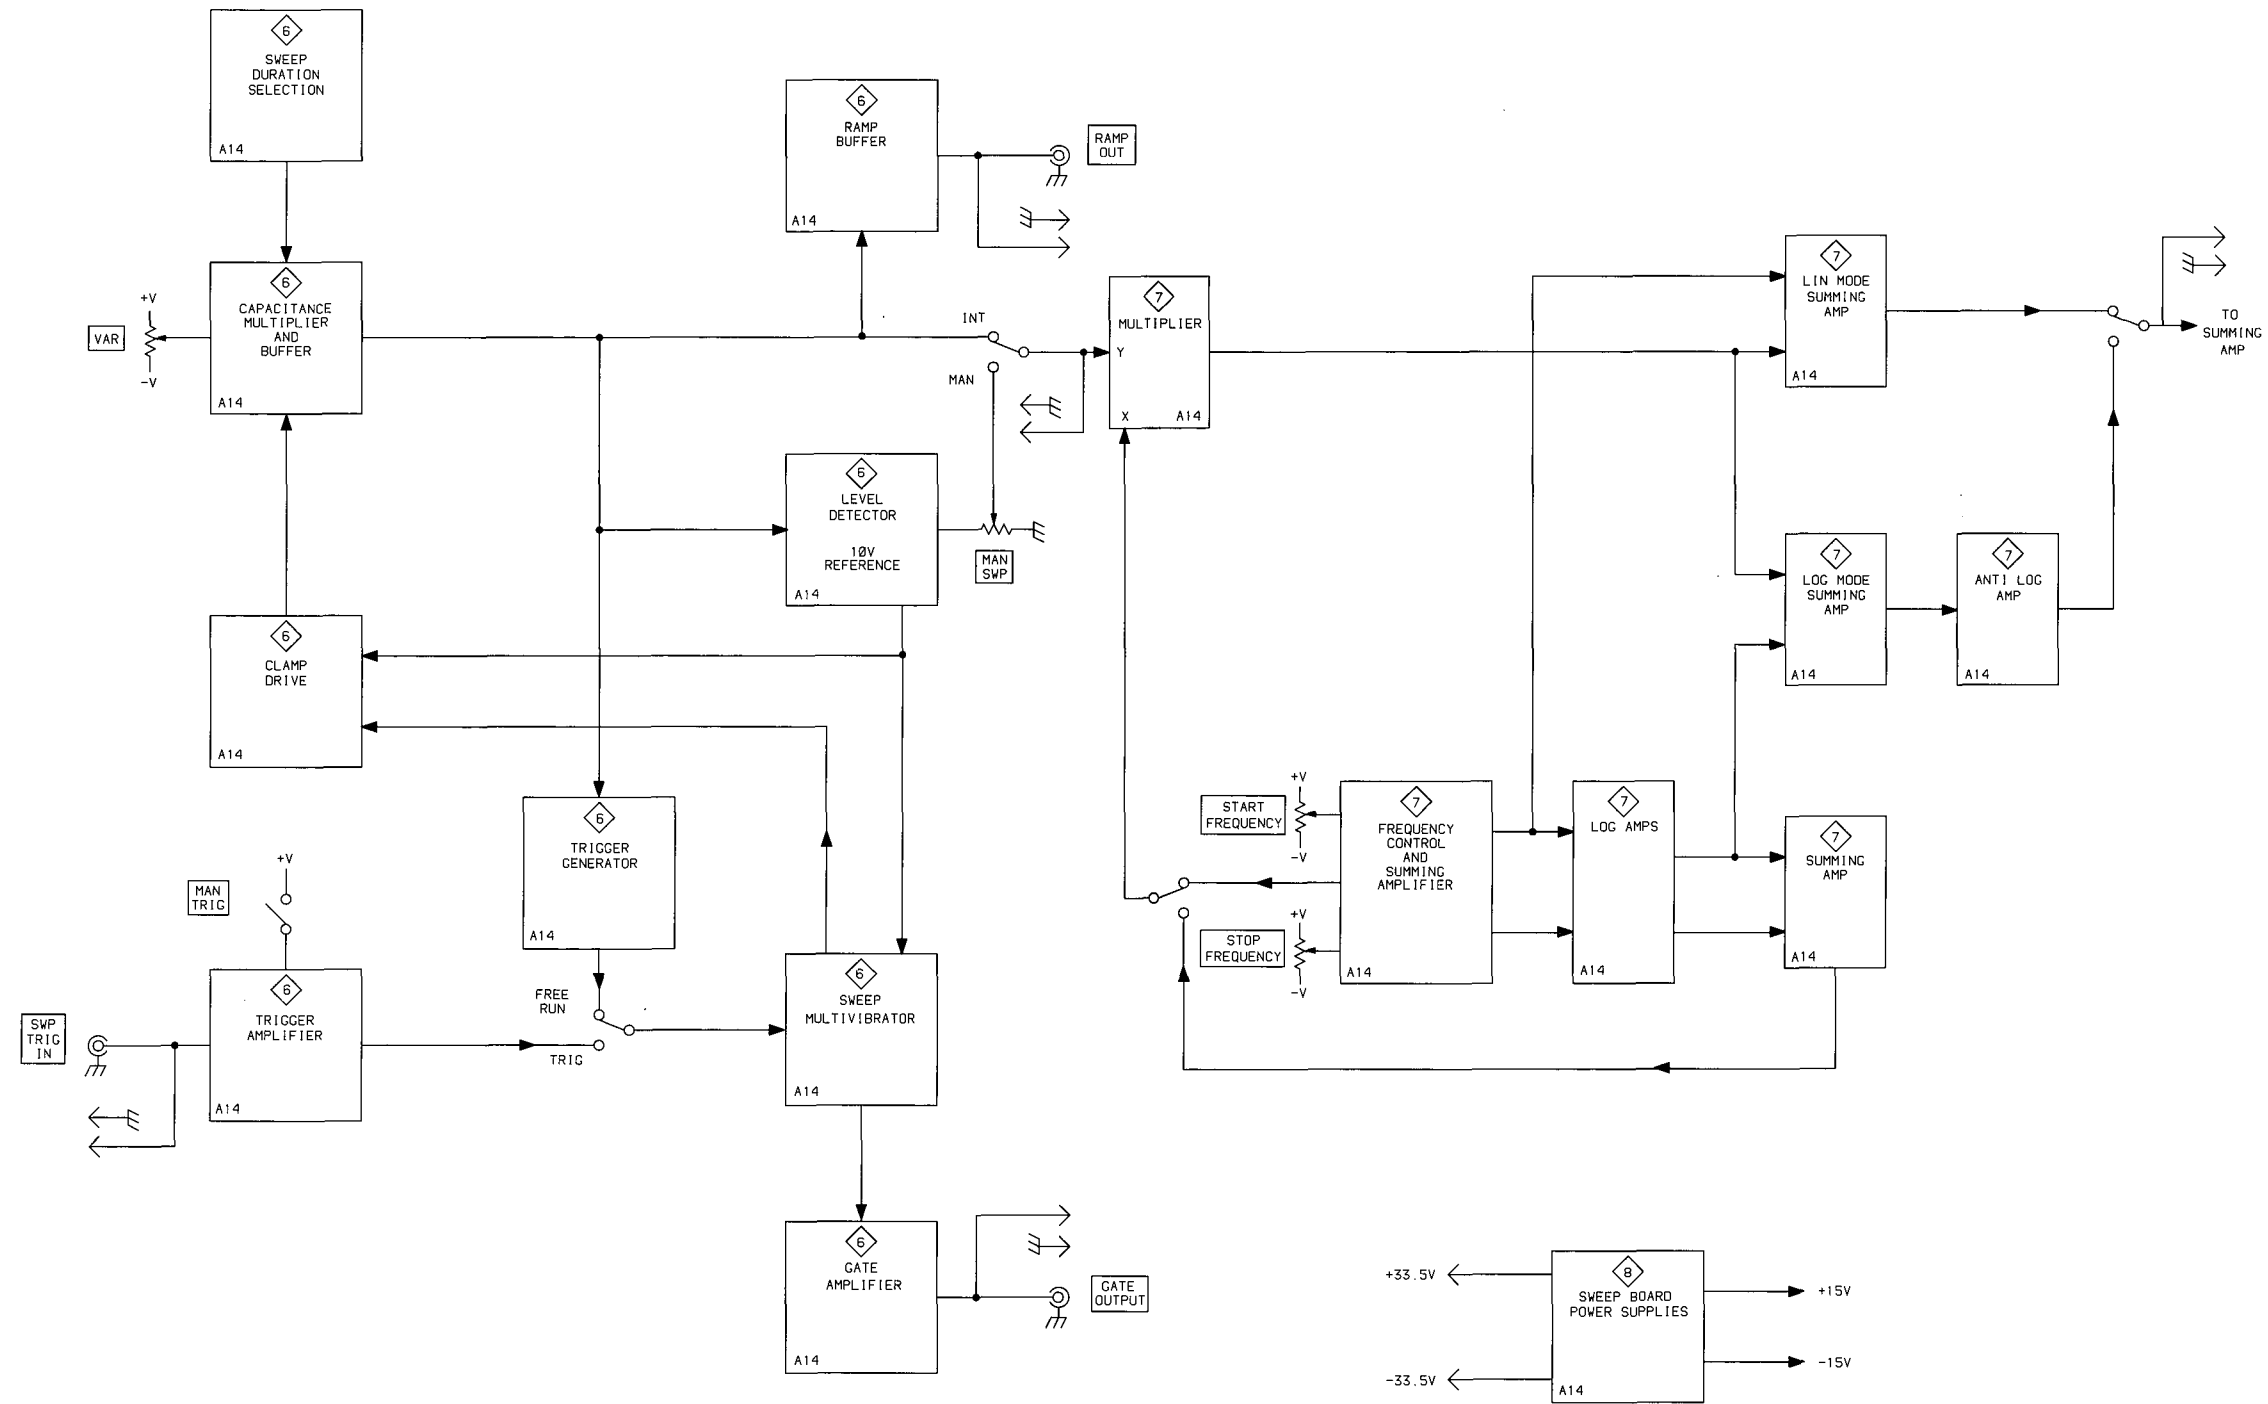 6
SWEEP
DURATION
SELECTION
A14
6
RAMP
BUFFER
A14
RAMP
OUT
VAR
+V
-V
6
CAPACITANCE
MULTIPLIER
AND
BUFFER
A14
INT
MAN
7
MULTIPLIER
Y
X
A14
7
LIN MODE
SUMMING
AMP
A14
TO
SUMMING
AMP
6
LEVEL
DETECTOR
10V
REFERENCE
A14
MAN
SWP
7
LOG MODE
SUMMING
AMP
A14
7
ANTI LOG
AMP
A14
6
CLAMP
DRIVE
A14
6
TRIGGER
GENERATOR
A14
START
FREQUENCY
+V
-V
STOP
FREQUENCY
+V
-V
7
FREQUENCY
CONTROL
AND
SUMMING
AMPLIFIER
A14
7
LOG AMPS
A14
7
SUMMING
AMP
A14
MAN
TRIG
+V
SWP
TRIG
IN
6
TRIGGER
AMPLIFIER
A14
FREE
RUN
TRIG
6
SWEEP
MULTIVIBRATOR
A14
6
GATE
AMPLIFIER
A14
GATE
OUTPUT
+33.5V
-33.5V
8
SWEEP BOARD
POWER SUPPLIES
A14
+15V
-15V